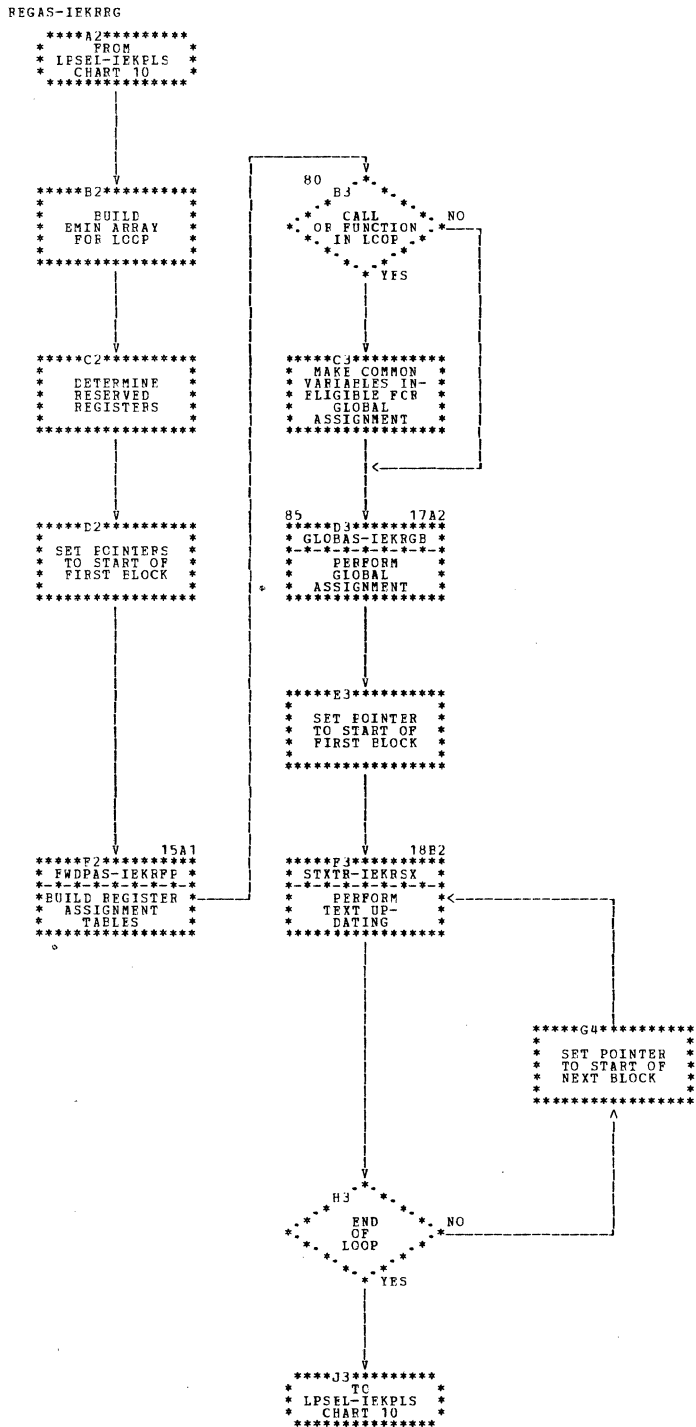 REGAS-IEKRRG
A2
FROM
LPSEL-IEKPLS
CHART 10
B2
BUILD
EMIN ARRAY
FOR LOOP
C2
DETERMINE
RESERVED
REGISTERS
D2
SET POINTERS
TO START OF
FIRST BLOCK
F2 15A1
FWDPAS-IEKRFP
BUILD REGISTER
ASSIGNMENT
TABLES
80
B3
CALL
OR FUNCTION
IN LOOP
NO
YES
C3
MAKE COMMON
VARIABLES IN-
ELIGIBLE FOR
GLOBAL
ASSIGNMENT
85 D3 17A2
GLOBAS-IEKRGB
PERFORM
GLOBAL
ASSIGNMENT
E3
SET POINTER
TO START OF
FIRST BLOCK
F3 18B2
STXTR-IEKRSX
PERFORM
TEXT UP-
DATING
G4
SET POINTER
TO START OF
NEXT BLOCK
H3
END
OF
LOOP
NO
YES
J3
TO
LPSEL-IEKPLS
CHART 10